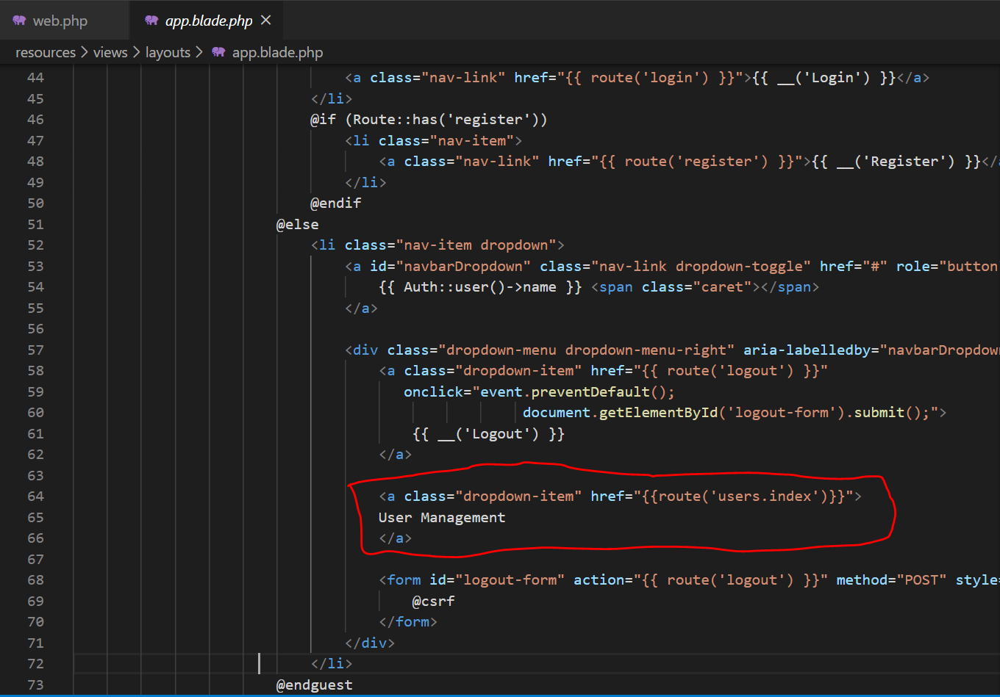 web.php
app.blade.php
resources > views > layouts > app.blade.php
44 <a class="nav-link" href="{{ route('login') }}">{{ __('Login') }}</a>
45 </li>
46 @if (Route::has('register'))
47 <li class="nav-item">
48 <a class="nav-link" href="{{ route('register') }}">{{ __('Register') }}</
49 </li>
50 @endif
51 @else
52 <li class="nav-item dropdown">
53 <a id="navbarDropdown" class="nav-link dropdown-toggle" href="#" role="button
54 {{ Auth::user()->name }} <span class="caret"></span>
55 </a>
56
57 <div class="dropdown-menu dropdown-menu-right" aria-labelledby="navbarDropdow
58 <a class="dropdown-item" href="{{ route('logout') }}"
59 onclick="event.preventDefault();
60 document.getElementById('logout-form').submit();">
61 {{ __('Logout') }}
62 </a>
63
64 <a class="dropdown-item" href="{{route('users.index')}}">
65 User Management
66 </a>
67
68 <form id="logout-form" action="{{ route('logout') }}" method="POST" style=
69 @csrf
70 </form>
71 </div>
72 </li>
73 @endguest